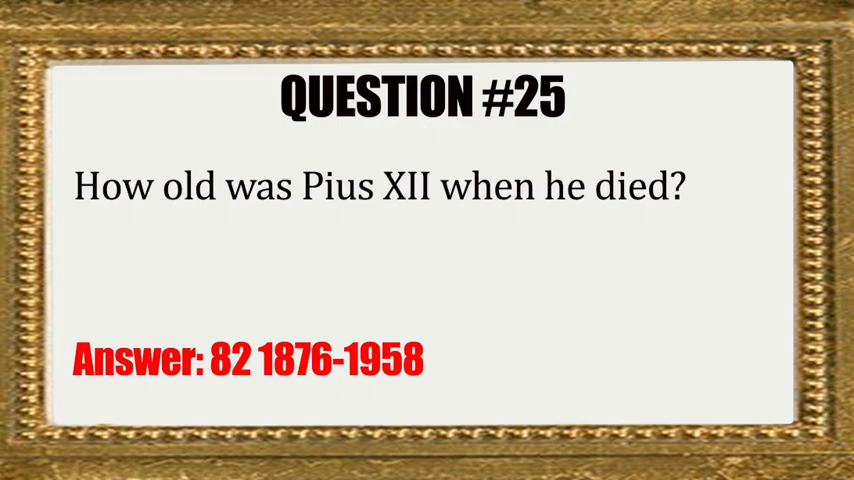 QUESTION #25
How old was Pius XII when he died?
Answer: 82 1876-1958